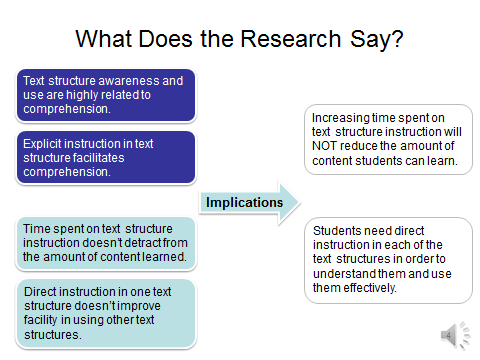 What Does the Research Say?
Text structure awareness and
use are highly related to
comprehension.
Explicit instruction in text
structure facilitates
comprehension.
Time spent on text structure
instruction doesn't detract from
the amount of content learned.
Direct instruction in one text
structure doesn't improve
facility in using other text
structures.
Implications
Increasing time spent on
text structure instruction will
NOT reduce the amount of
content students can learn.
Students need direct
instruction in each of the
text structures in order to
understand them and use
them effectively.